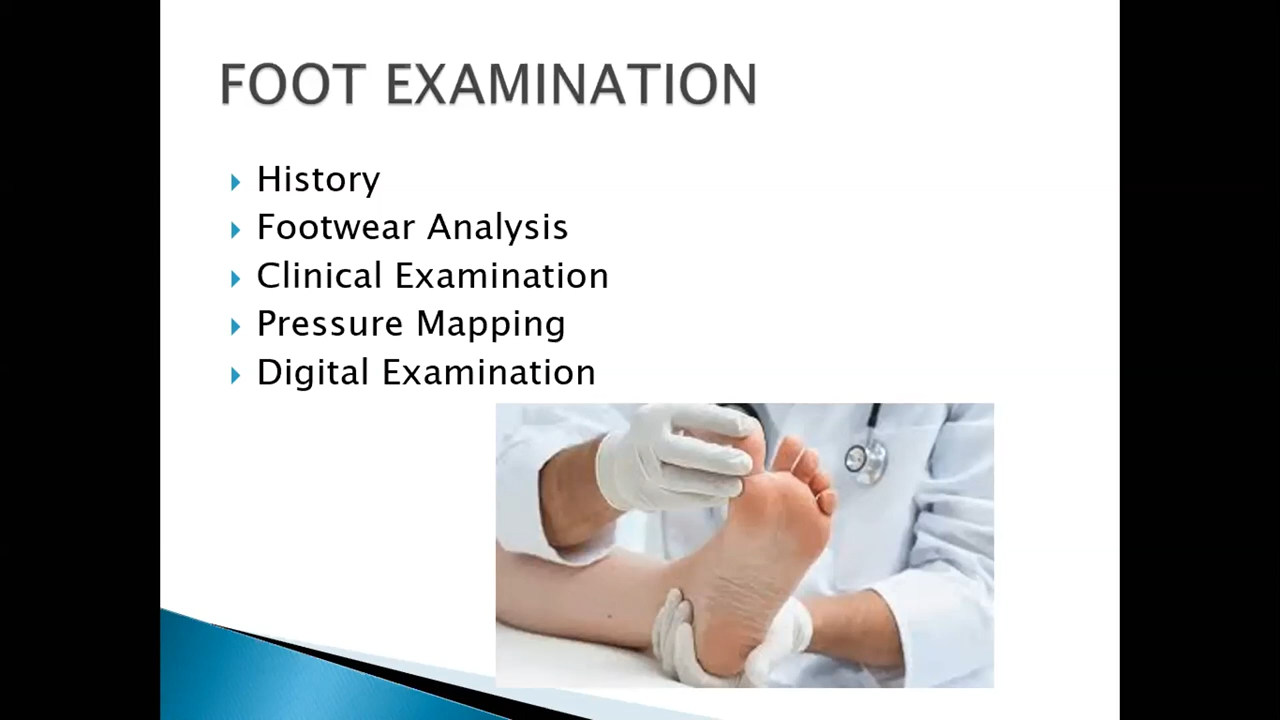 FOOT EXAMINATION
History
Footwear Analysis
Clinical Examination
Pressure Mapping
Digital Examination